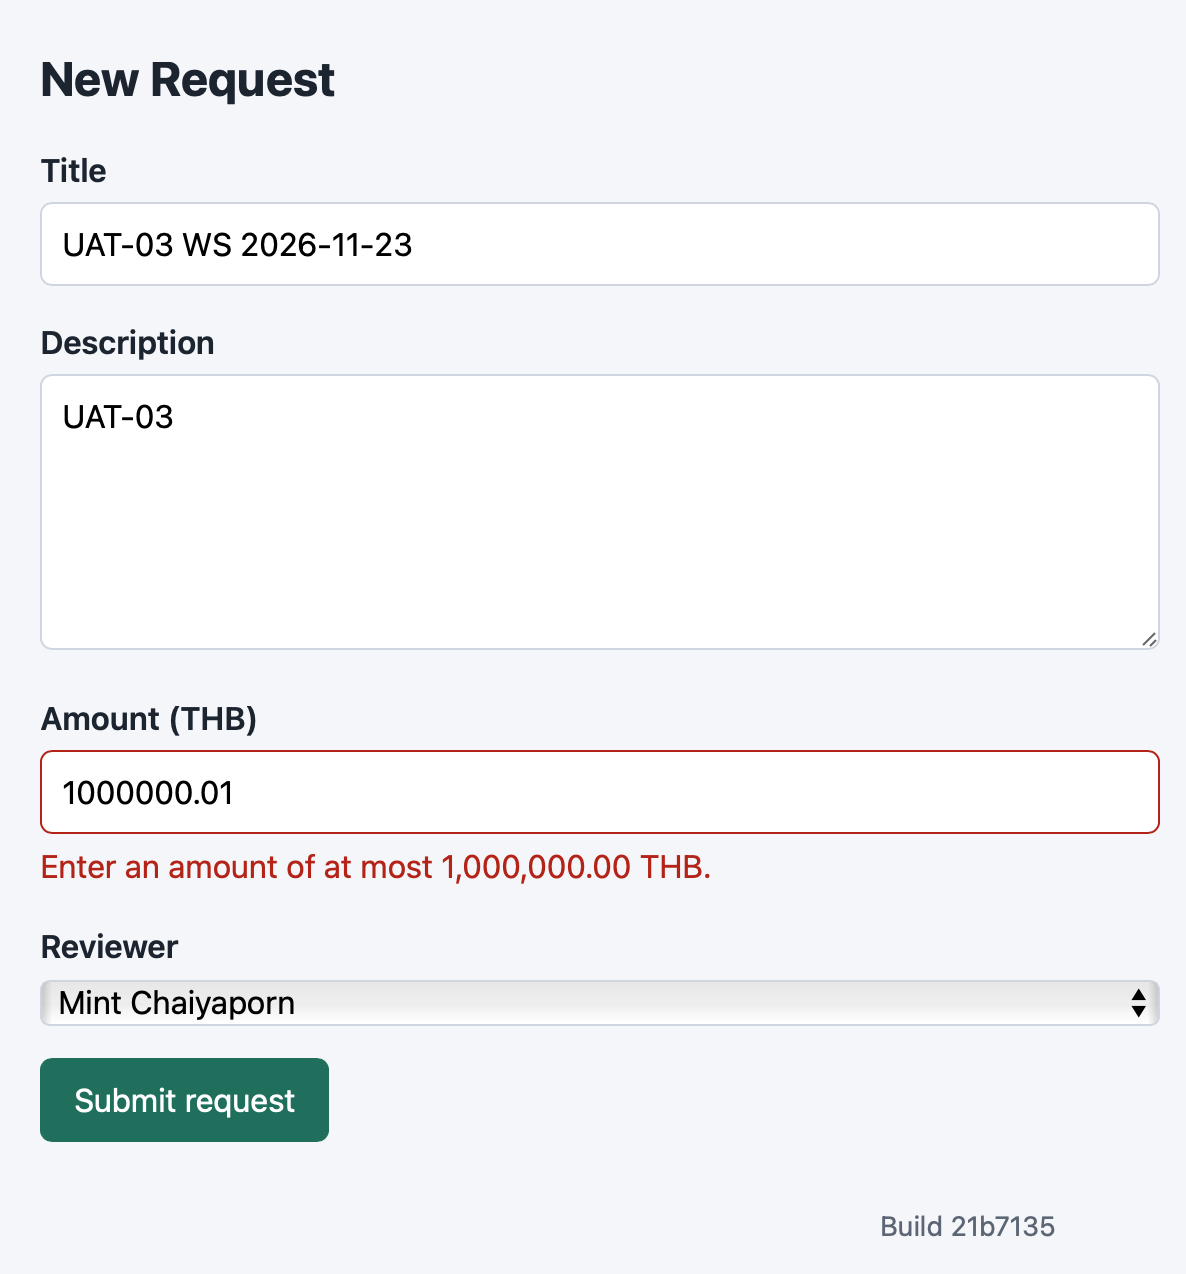 New Request
Title
UAT-03 WS 2026-11-23
Description
UAT-03
Amount (THB)
1000000.01
Enter an amount of at most 1,000,000.00 THB.
Reviewer
Mint Chaiyaporn
Submit request
Build 21b7135